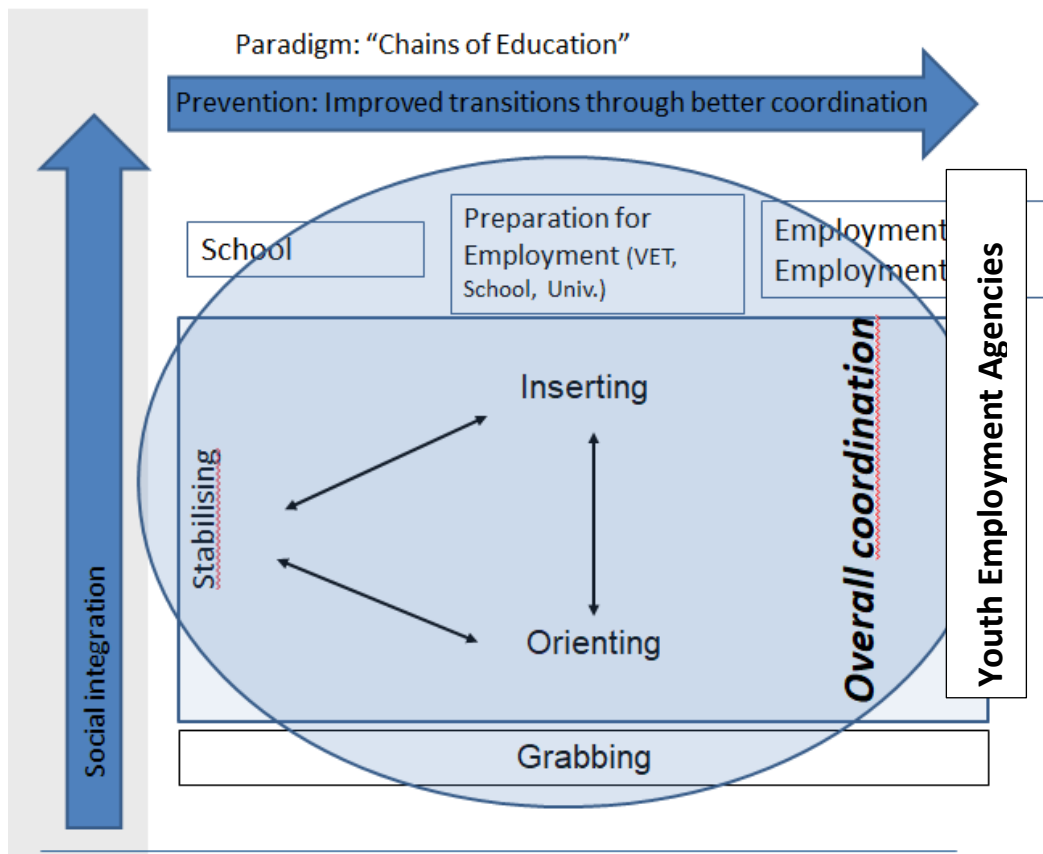 Paradigm: “Chains of Education”
Prevention: Improved transitions through better coordination
School
Preparation for
Employment (VET,
School, Univ.)
Employment
Employment
Youth Employment Agencies
Inserting
Overall coordination
Stabilising
Orienting
Social integration
Grabbing